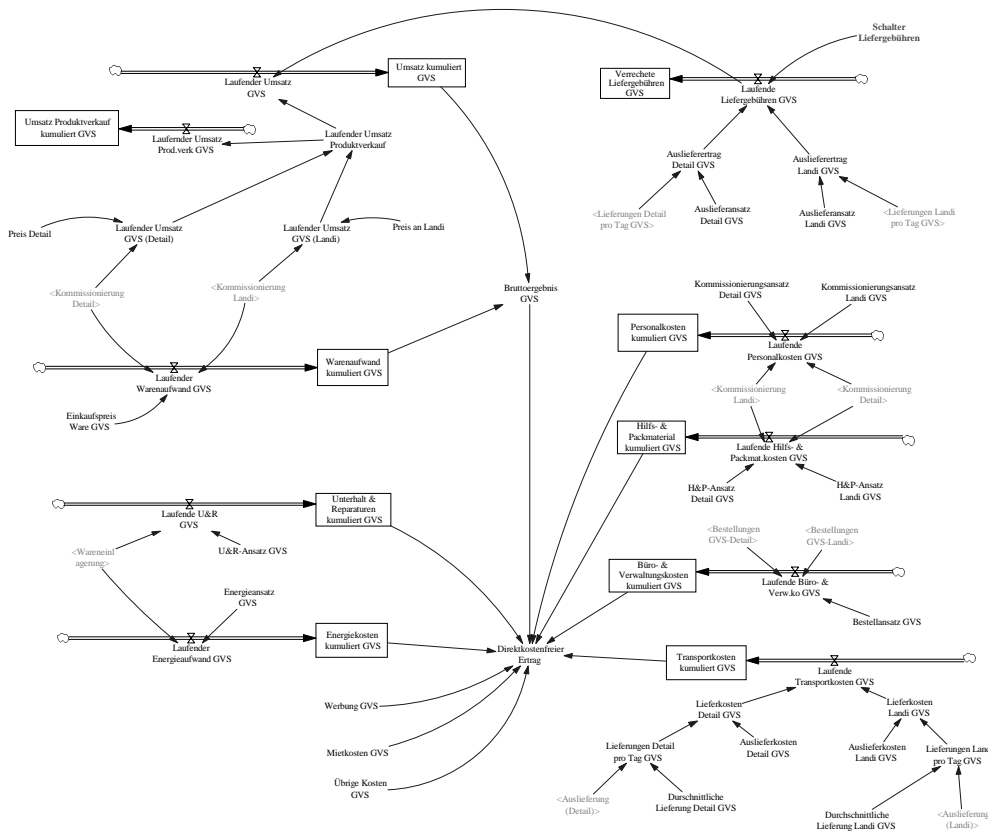 Schalter
Liefergebühren
Umsatz kumuliert
GVS
Laufender Umsatz
GVS
Verrechete
Liefergebühren
GVS
Laufende
Liefergebühren GVS
Umsatz Produktverkauf
kumuliert GVS
Laufernder Umsatz
Prod.verk GVS
Laufender Umsatz
Produktverkauf
Ausliefertrag
Detail GVS
Auslieferertrag
Landi GVS
<Lieferungen Detail
pro Tag GVS>
Auslieferansatz
Detail GVS
Auslieferansatz
Landi GVS
<Lieferungen Landi
pro Tag GVS>
Preis Detail
Laufender Umsatz
GVS (Detail)
Laufender Umsatz
GVS (Landi)
Preis an Landi
<Kommissionierung
Detail>
<Kommissionierung
Landi>
Bruttoergebnis
GVS
Kommissionierungsansatz
Detail GVS
Kommissionierungsansatz
Landi GVS
Personalkosten
kumuliert GVS
Laufende
Personalkosten GVS
Warenaufwand
kumuliert GVS
Laufender
Warenaufwand GVS
Einkaufspreis
Ware GVS
<Kommissionierung
Landi>
<Kommissionierung
Detail>
Hilfs- &
Packmaterial
kumuliert GVS
Laufende Hilfs- &
Packmat.kosten GVS
H&P-Ansatz
Detail GVS
H&P-Ansatz
Landi GVS
Unterhalt &
Reparaturen
kumuliert GVS
Laufende U&R
GVS
<Wareneinl
agerung>
U&R-Ansatz GVS
<Bestellungen
GVS-Detail>
<Bestellungen
GVS-Landi>
Büro- &
Verwaltungskosten
kumuliert GVS
Laufende Büro- &
Verw.ko GVS
Bestellansatz GVS
Energieansatz
GVS
Energiekosten
kumuliert GVS
Laufender
Energieaufwand GVS
Direktkostenfreier
Ertrag
Transportkosten
kumuliert GVS
Laufende
Transportkosten GVS
Werbung GVS
Mietkosten GVS
Übrige Kosten
GVS
Lieferkosten
Detail GVS
Lieferkosten
Landi GVS
Lieferungen Detail
pro Tag GVS
Auslieferkosten
Detail GVS
Auslieferkosten
Landi GVS
Lieferungen Land
pro Tag GVS
<Auslieferung
(Detail)>
Durschnittliche
Lieferung Detail GVS
Durchschnittliche
Lieferung Landi GVS
<Auslieferung
(Landi)>